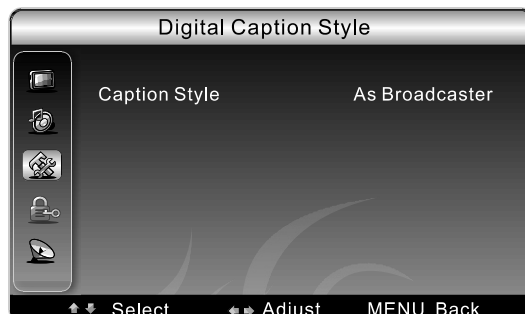 Digital Caption Style
Caption Style As Broadcaster
Select Adjust MENU Back